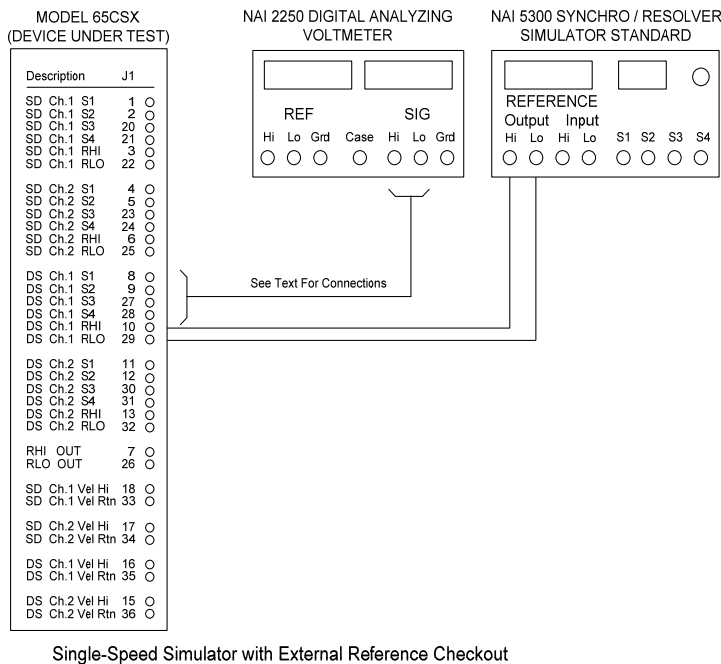 MODEL 65CSX
(DEVICE UNDER TEST)
NAI 2250 DIGITAL ANALYZING
VOLTMETER
NAI 5300 SYNCHRO / RESOLVER
SIMULATOR STANDARD
Description J1
SD Ch.1 S1 1
SD Ch.1 S2 2
SD Ch.1 S3 20
SD Ch.1 S4 21
SD Ch.1 RHI 3
SD Ch.1 RLO 22
SD Ch.2 S1 4
SD Ch.2 S2 5
SD Ch.2 S3 23
SD Ch.2 S4 24
SD Ch.2 RHI 6
SD Ch.2 RLO 25
DS Ch.1 S1 8
DS Ch.1 S2 9
DS Ch.1 S3 27
DS Ch.1 S4 28
DS Ch.1 RHI 10
DS Ch.1 RLO 29
DS Ch.2 S1 11
DS Ch.2 S2 12
DS Ch.2 S3 30
DS Ch.2 S4 31
DS Ch.2 RHI 13
DS Ch.2 RLO 32
RHI OUT 7
RLO OUT 26
SD Ch.1 Vel Hi 18
SD Ch.1 Vel Rtn 33
SD Ch.2 Vel Hi 17
SD Ch.2 Vel Rtn 34
DS Ch.1 Vel Hi 16
DS Ch.1 Vel Rtn 35
DS Ch.2 Vel Hi 15
DS Ch.2 Vel Rtn 36
REF SIG
Hi Lo Grd Case Hi Lo Grd
REFERENCE
Output Input
Hi Lo Hi Lo S1 S2 S3 S4
See Text For Connections
Single-Speed Simulator with External Reference Checkout